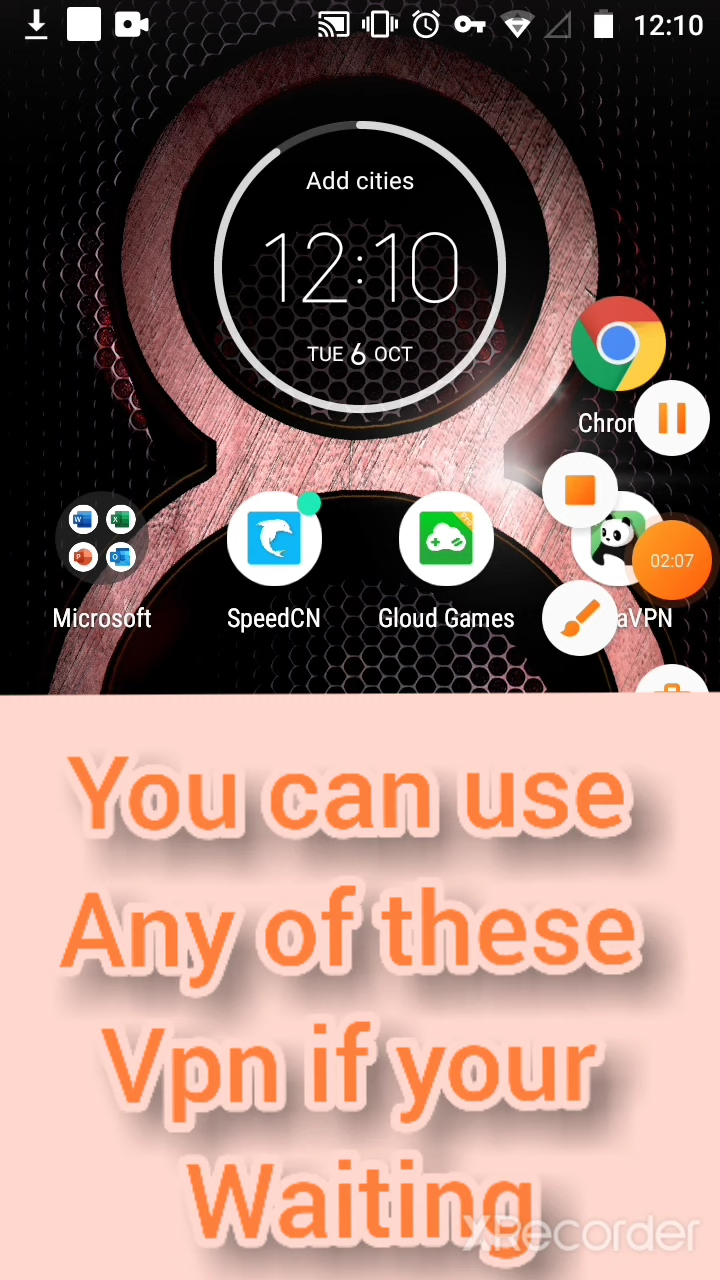 12:10
Add cities
12:10
TUE 6 OCT
Chrom
02:07
Microsoft
SpeedCN
Gloud Games
aVPN
You can use
Any of these
Vpn if your
Waiting
XRecorder